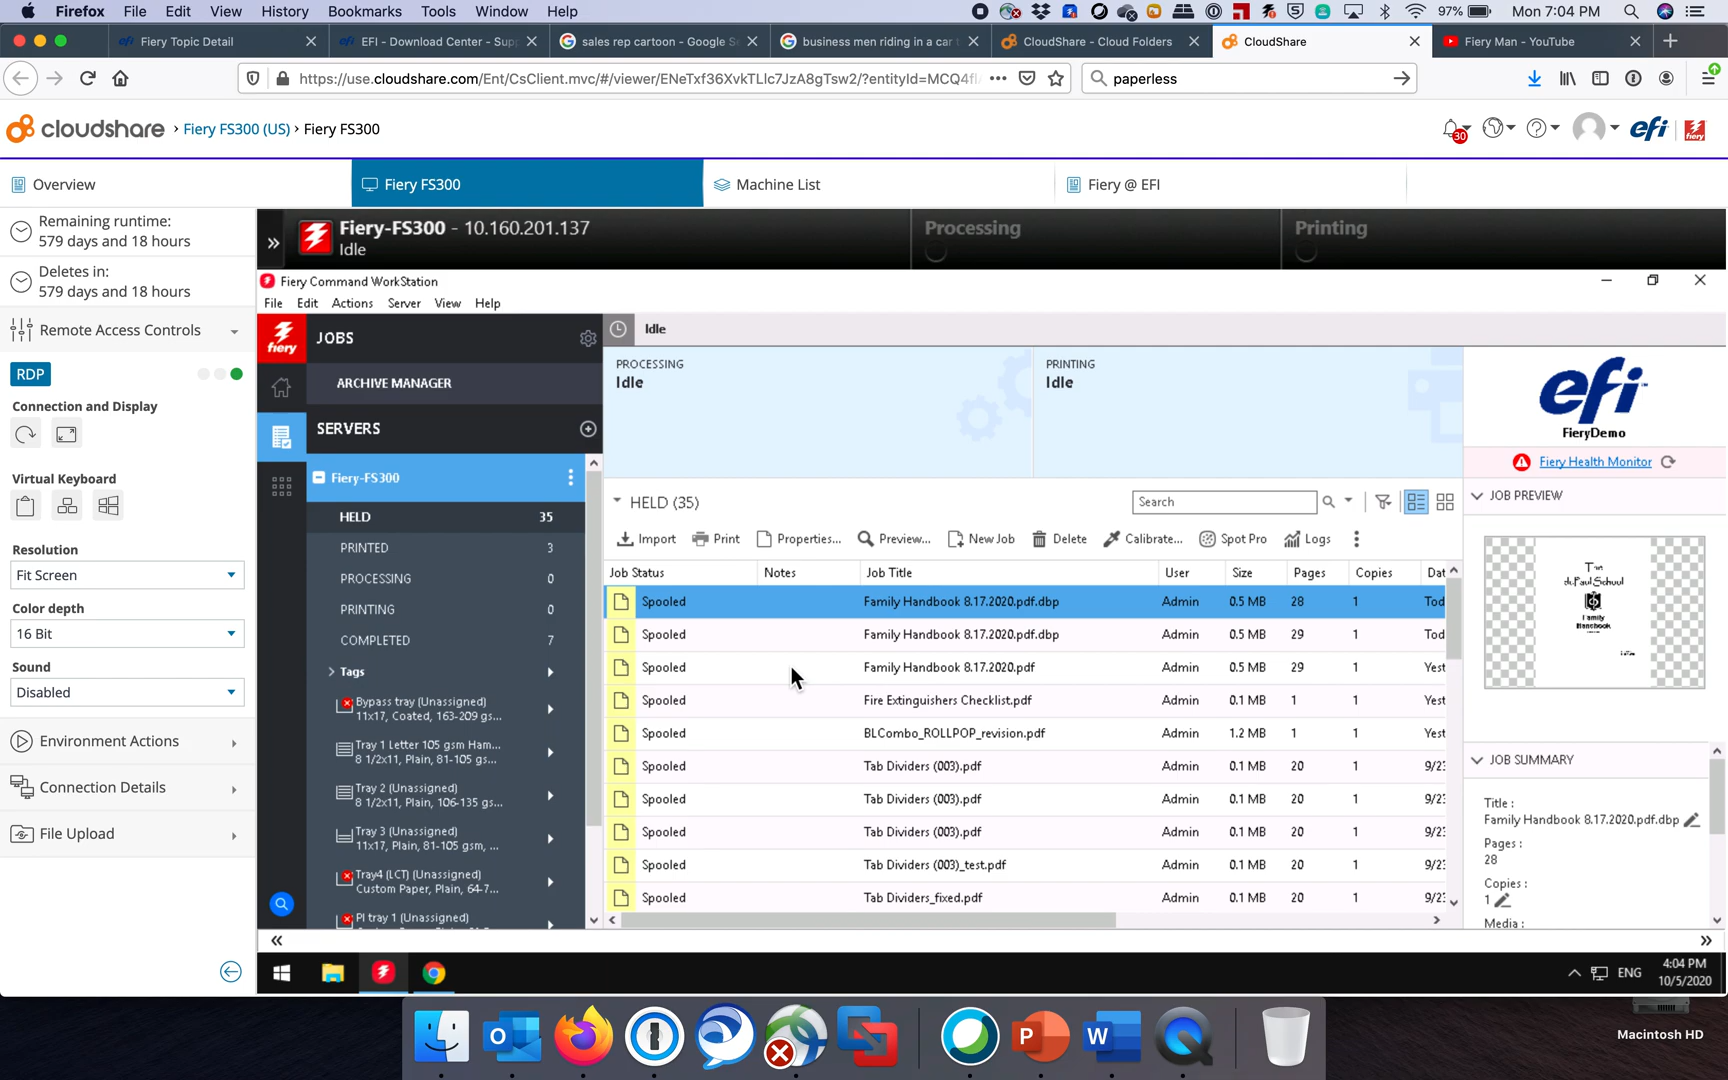 Firefox File Edit View History Bookmarks Tools Window Help 97% Mon 7:04 PM
Fiery Topic Detail
EFI - Download Center - Sup
sales rep cartoon - Google S
business men riding in a car t
CloudShare - Cloud Folders
CloudShare
Fiery Man - YouTube
https://use.cloudshare.com/Ent/CsClient.mvc/#/viewer/ENeTxf36XvkTLlc7JzA8gTsw2/?entityId=MCQ4fl
paperless
cloudshare › Fiery FS300 (US) › Fiery FS300
30
efi
fiery
Overview
Fiery FS300
Machine List
Fiery @ EFI
Remaining runtime:
579 days and 18 hours
Deletes in:
579 days and 18 hours
Remote Access Controls
RDP
Connection and Display
Virtual Keyboard
Resolution
Fit Screen
Color depth
16 Bit
Sound
Disabled
Environment Actions
Connection Details
File Upload
Fiery-FS300 - 10.160.201.137
Idle
Processing
Printing
Fiery Command WorkStation
File Edit Actions Server View Help
fiery
JOBS
ARCHIVE MANAGER
SERVERS
Fiery-FS300
HELD 35
PRINTED 3
PROCESSING 0
PRINTING 0
COMPLETED 7
Tags
Bypass tray (Unassigned)
11x17, Coated, 163-209 gs...
Tray 1 Letter 105 gsm Ham...
8 1/2x11, Plain, 81-105 gs...
Tray 2 (Unassigned)
8 1/2x11, Plain, 106-135 gs...
Tray 3 (Unassigned)
11x17, Plain, 81-105 gsm, ...
Tray4 (LCT) (Unassigned)
Custom Paper, Plain, 64-7...
PI tray 1 (Unassigned)
Idle
PROCESSING
Idle
PRINTING
Idle
HELD (35)
Search
Import Print Properties... Preview... New Job Delete Calibrate... Spot Pro Logs
Job Status Notes Job Title User Size Pages Copies Dat
Spooled Family Handbook 8.17.2020.pdf.dbp Admin 0.5 MB 28 1 Tod
Spooled Family Handbook 8.17.2020.pdf.dbp Admin 0.5 MB 29 1 Tod
Spooled Family Handbook 8.17.2020.pdf Admin 0.5 MB 29 1 Yest
Spooled Fire Extinguishers Checklist.pdf Admin 0.1 MB 1 1 Yest
Spooled BLCombo_ROLLPOP_revision.pdf Admin 1.2 MB 1 1 Yest
Spooled Tab Dividers (003).pdf Admin 0.1 MB 20 1 9/23
Spooled Tab Dividers (003).pdf Admin 0.1 MB 20 1 9/23
Spooled Tab Dividers (003).pdf Admin 0.1 MB 20 1 9/23
Spooled Tab Dividers (003)_test.pdf Admin 0.1 MB 20 1 9/23
Spooled Tab Dividers_fixed.pdf Admin 0.1 MB 20 1 9/23
efi
FieryDemo
Fiery Health Monitor
JOB PREVIEW
The
dePaul School
Family
Handbook
JOB SUMMARY
Title :
Family Handbook 8.17.2020.pdf.dbp
Pages :
28
Copies :
1
Media :
ENG
4:04 PM
10/5/2020
Macintosh HD